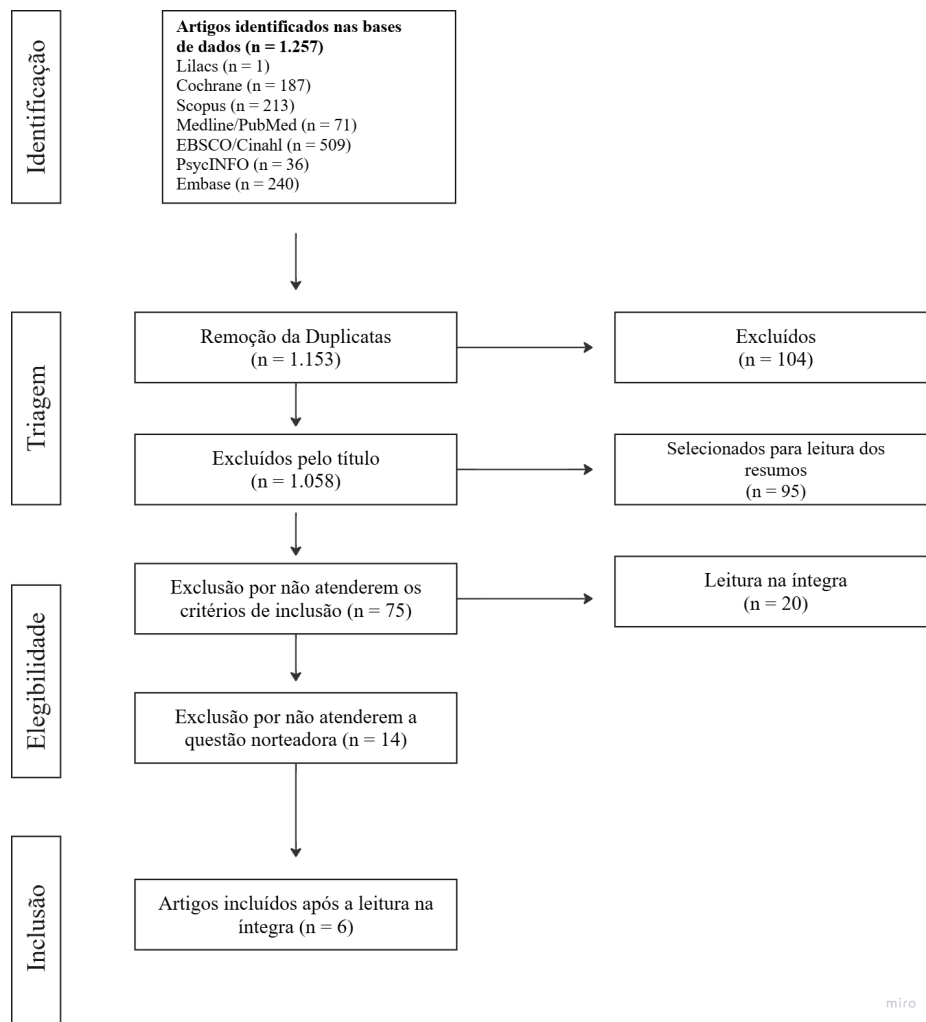 Identificação
Artigos identificados nas bases
de dados (n = 1.257)
Lilacs (n = 1)
Cochrane (n = 187)
Scopus (n = 213)
Medline/PubMed (n = 71)
EBSCO/Cinahl (n = 509)
PsycINFO (n = 36)
Embase (n = 240)
Triagem
Remoção da Duplicatas
(n = 1.153)
Excluídos
(n = 104)
Excluídos pelo título
(n = 1.058)
Selecionados para leitura dos
resumos
(n = 95)
Elegibilidade
Exclusão por não atenderem os
critérios de inclusão (n = 75)
Leitura na íntegra
(n = 20)
Exclusão por não atenderem a
questão norteadora (n = 14)
Inclusão
Artigos incluídos após a leitura na
íntegra (n = 6)
miro